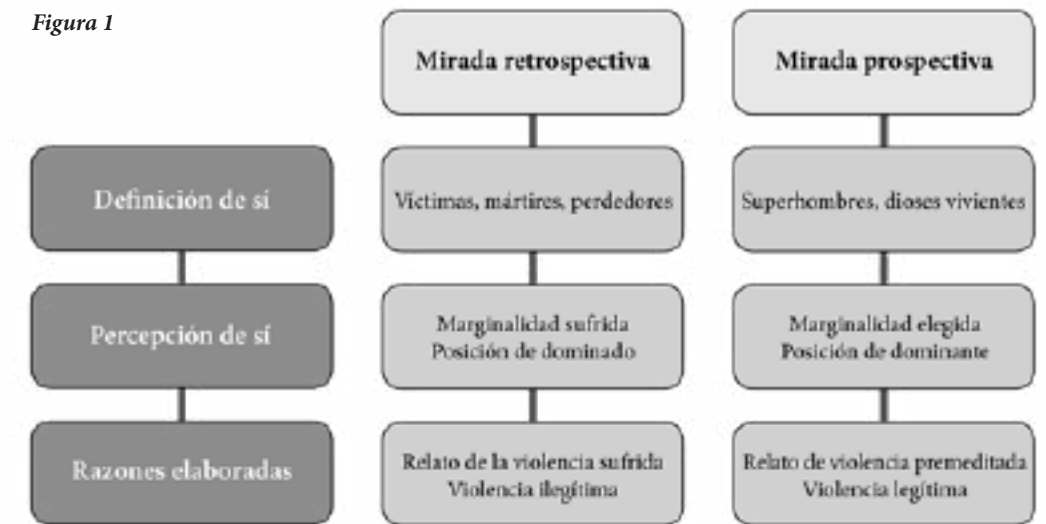 Figura 1
Mirada retrospectiva
Mirada prospectiva
Definición de sí
Víctimas, mártires, perdedores
Superhombres, dioses vivientes
Percepción de sí
Marginalidad sufrida
Posición de dominado
Marginalidad elegida
Posición de dominante
Razones elaboradas
Relato de la violencia sufrida
Violencia ilegítima
Relato de violencia premeditada
Violencia legítima